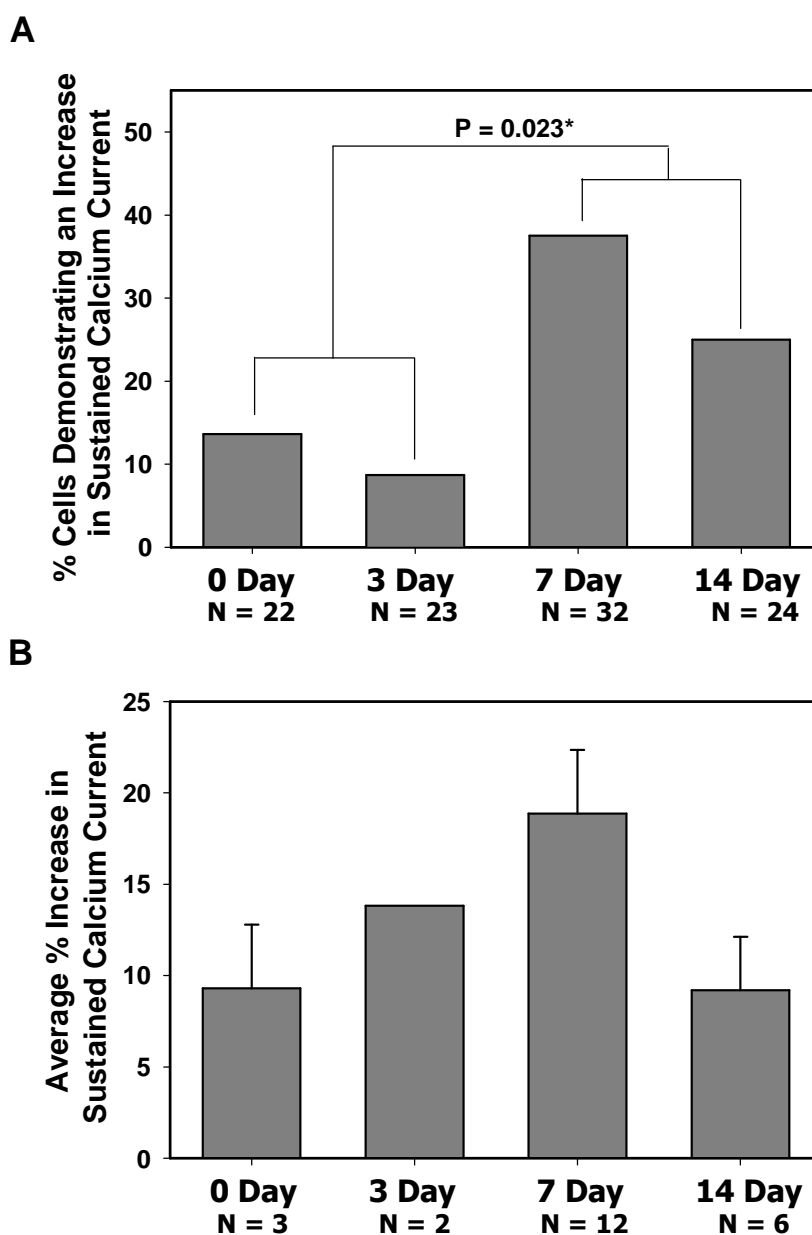 A
% Cells Demonstrating an Increase
in Sustained Calcium Current
50
40
30
20
10
0
P = 0.023*
0 Day
3 Day
7 Day
14 Day
N = 22
N = 23
N = 32
N = 24
B
Average % Increase in
Sustained Calcium Current
25
20
15
10
5
0
0 Day
3 Day
7 Day
14 Day
N = 3
N = 2
N = 12
N = 6